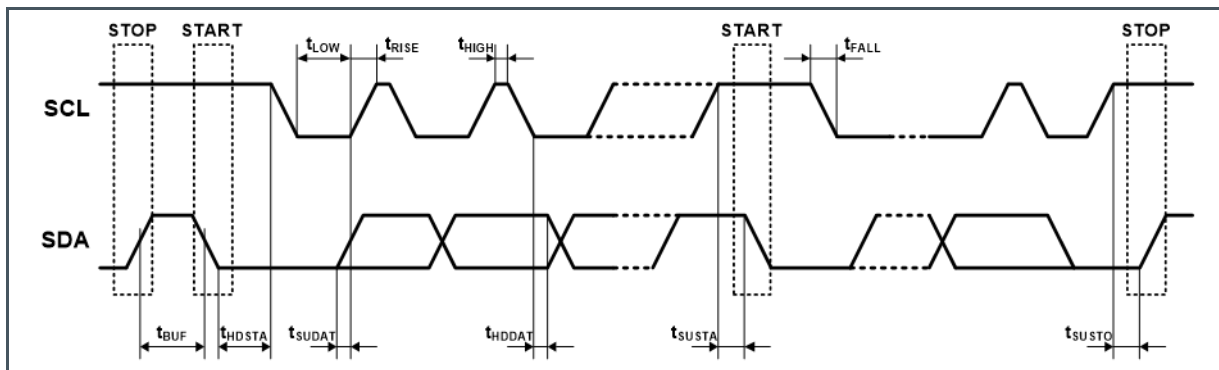 STOP START START STOP
tLOW tRISE tHIGH tFALL
SCL
SDA
tBUF tHDSTA tSUDAT tHDDAT tSUSTA tSUSTO